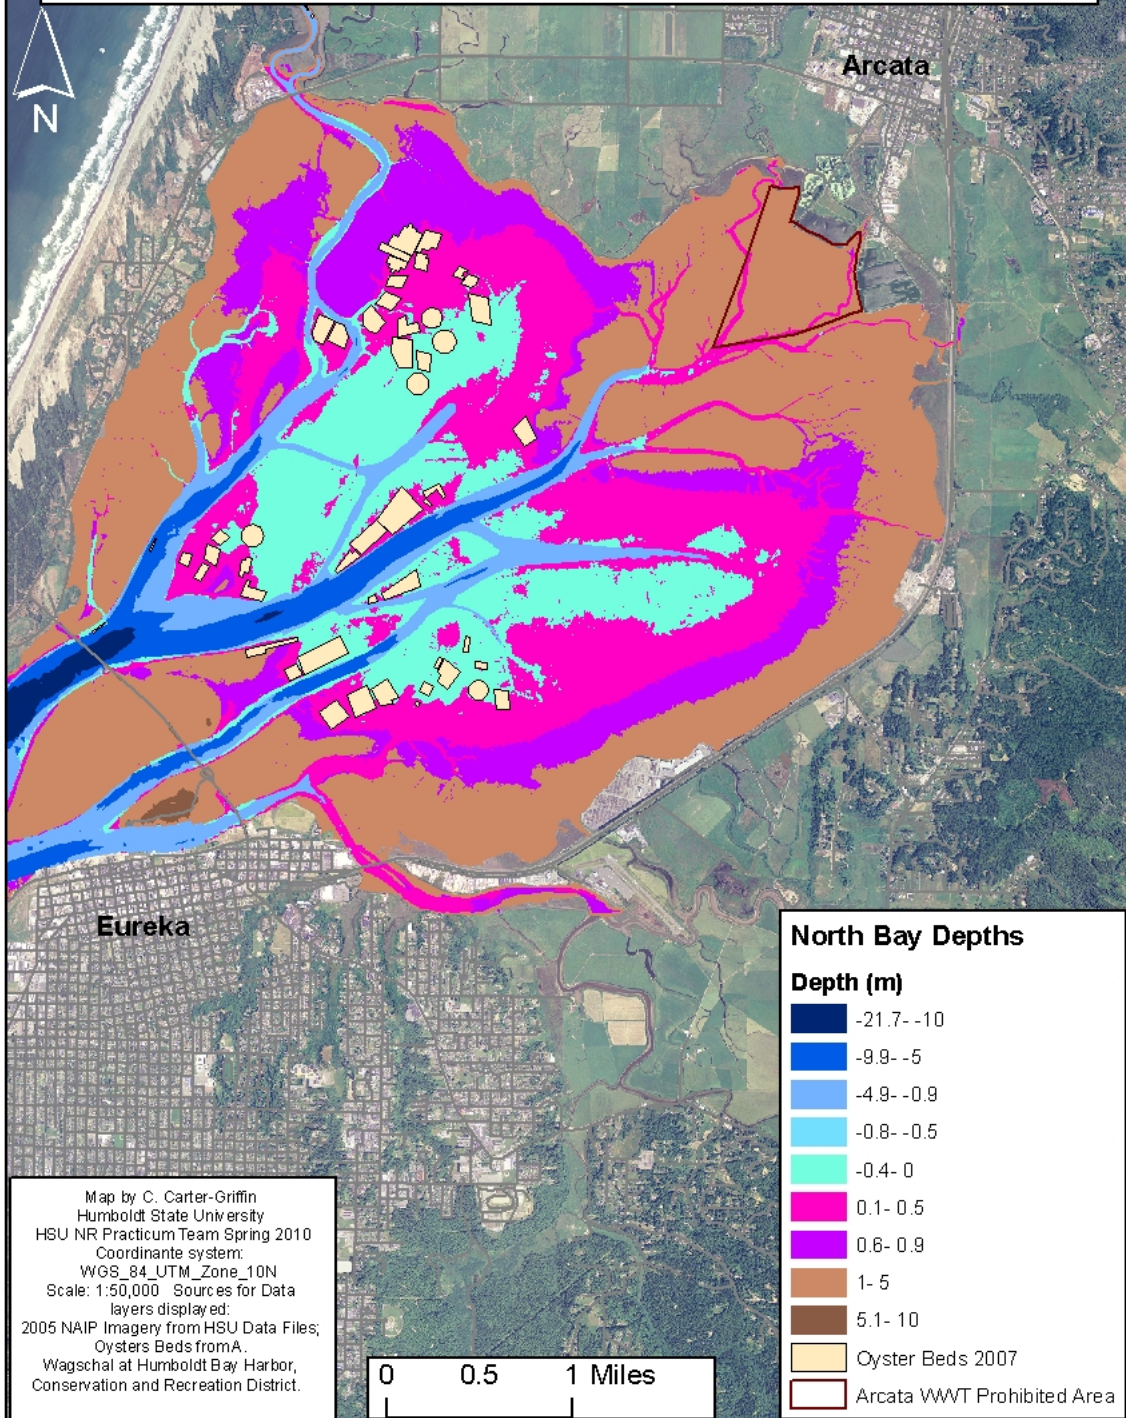 Arcata
N
Eureka
North Bay Depths
Depth (m)
-21.7- -10
-9.9- -5
-4.9- -0.9
-0.8- -0.5
-0.4- 0
0.1- 0.5
0.6- 0.9
1- 5
5.1- 10
Oyster Beds 2007
Arcata WWT Prohibited Area
Map by C. Carter-Griffin
Humboldt State University
HSU NR Practicum Team Spring 2010
Coordinante system:
WGS_84_UTM_Zone_10N
Scale: 1:50,000 Sources for Data
layers displayed:
2005 NAIP Imagery from HSU Data Files;
Oysters Beds from A.
Wagschal at Humboldt Bay Harbor,
Conservation and Recreation District.
0 0.5 1 Miles